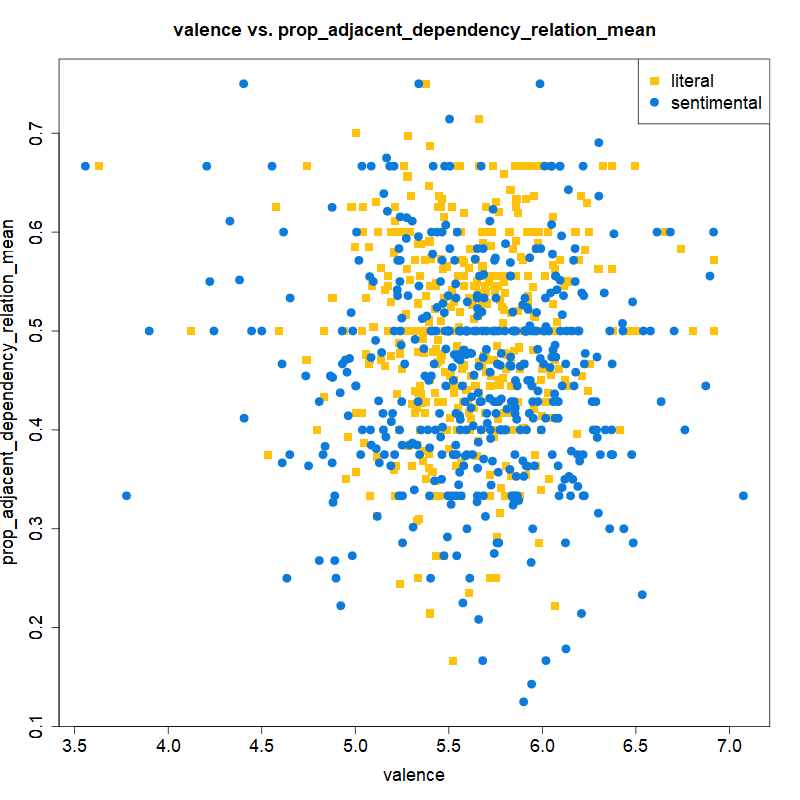 valence vs. prop_adjacent_dependency_relation_mean
literal
sentimental
prop_adjacent_dependency_relation_mean
0.7
0.6
0.5
0.4
0.3
0.2
0.1
3.5 4.0 4.5 5.0 5.5 6.0 6.5 7.0
valence